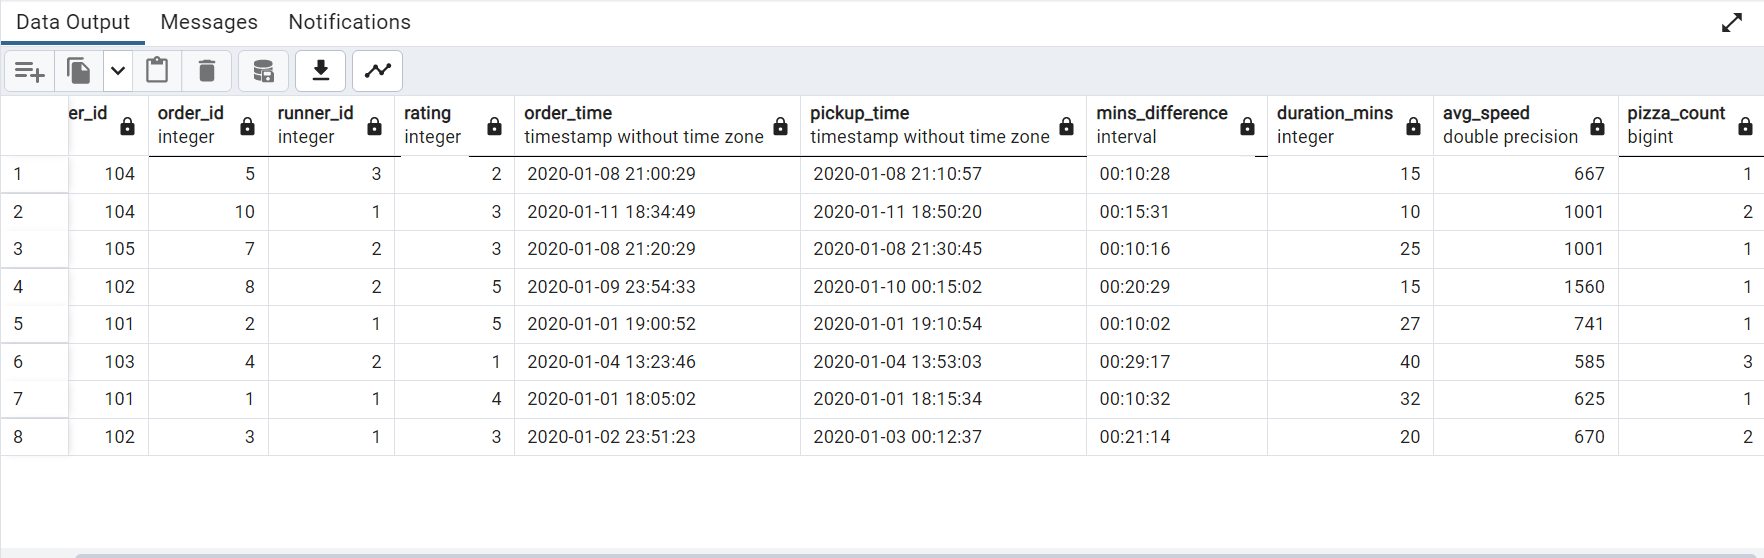 Data Output Messages Notifications
er_id order_id runner_id rating order_time pickup_time mins_difference duration_mins avg_speed pizza_count
integer integer integer timestamp without time zone timestamp without time zone interval integer double precision bigint
1 104 5 3 2 2020-01-08 21:00:29 2020-01-08 21:10:57 00:10:28 15 667 1
2 104 10 1 3 2020-01-11 18:34:49 2020-01-11 18:50:20 00:15:31 10 1001 2
3 105 7 2 3 2020-01-08 21:20:29 2020-01-08 21:30:45 00:10:16 25 1001 1
4 102 8 2 5 2020-01-09 23:54:33 2020-01-10 00:15:02 00:20:29 15 1560 1
5 101 2 1 5 2020-01-01 19:00:52 2020-01-01 19:10:54 00:10:02 27 741 1
6 103 4 2 1 2020-01-04 13:23:46 2020-01-04 13:53:03 00:29:17 40 585 3
7 101 1 1 4 2020-01-01 18:05:02 2020-01-01 18:15:34 00:10:32 32 625 1
8 102 3 1 3 2020-01-02 23:51:23 2020-01-03 00:12:37 00:21:14 20 670 2